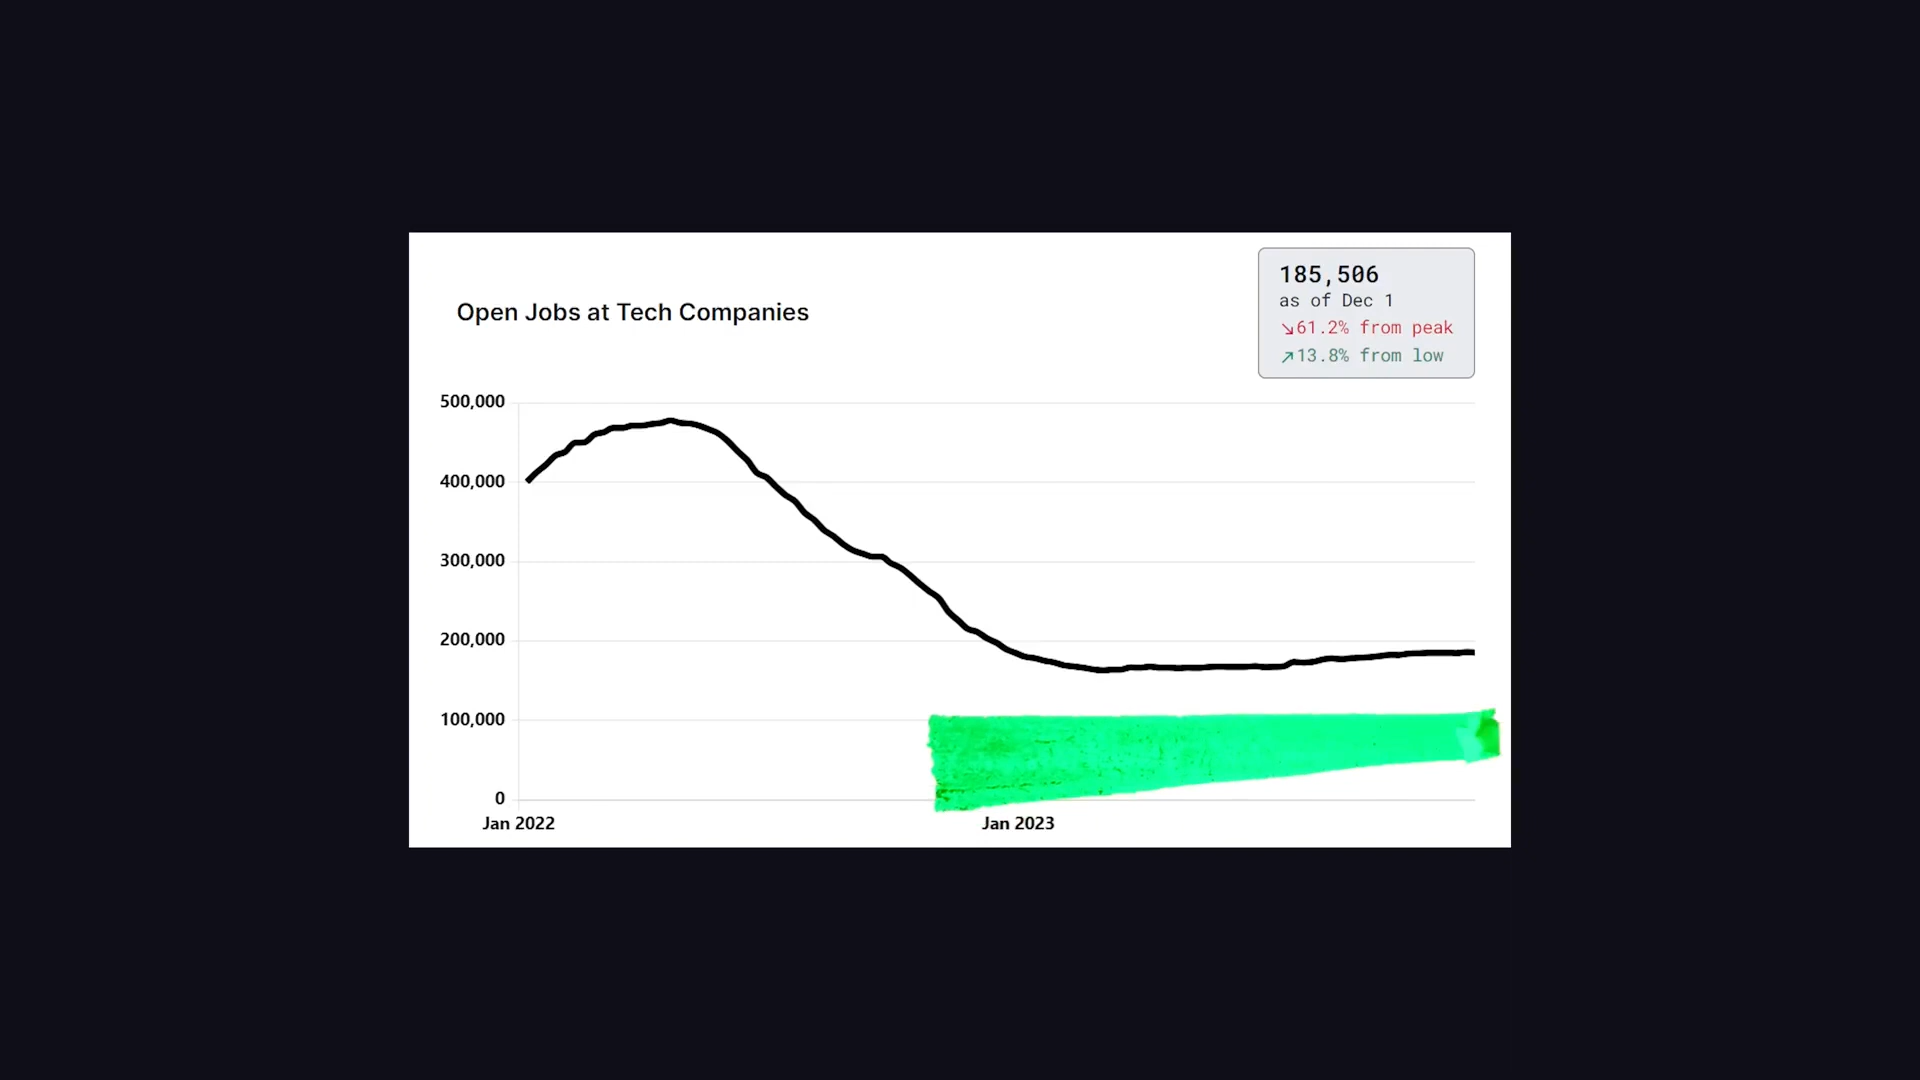 185,506
as of Dec 1
↘61.2% from peak
↗13.8% from low
Open Jobs at Tech Companies
500,000
400,000
300,000
200,000
100,000
0
Jan 2022 Jan 2023